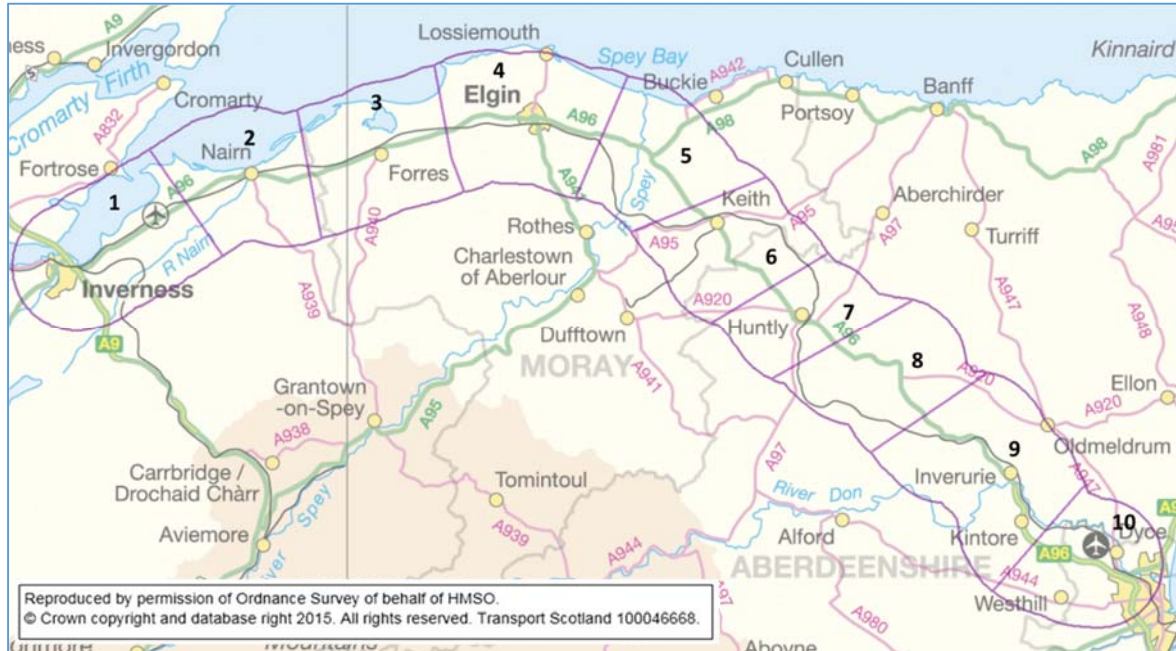 A9
Invergordon
ness
Firth
Cromarty
Cromarty
A832
Fortrose
Lossiemouth
Spey Bay
Buckie
A942
Cullen
Portsoy
Banff
Kinnaird
4
Elgin
A96
3
2
Nairn
1
A96
Forres
A98
A98
A981
5
Spey
Keith
A941
A940
R Nairn
Rothes
A95
A95
A97
Aberchirder
Turriff
A95
Inverness
A939
Charlestown
of Aberlour
6
A920
7
A96
A947
A948
Dufftown
Huntly
A9
MORAY
8
A920
A941
Ellon
A920
Grantown
-on-Spey
A95
Oldmeldrum
A938
9
A947
Carrbridge /
Drochaid Chàrr
Tomintoul
A97
Inverurie
River Don
10
Aviemore
Spey
River
A939
A944
Alford
Kintore
Dyce
ABERDEENSHIRE
A96
A944
Westhill
A97
A980
Aboyne
Mountains
Reproduced by permission of Ordnance Survey of behalf of HMSO.
© Crown copyright and database right 2015. All rights reserved. Transport Scotland 100046668.